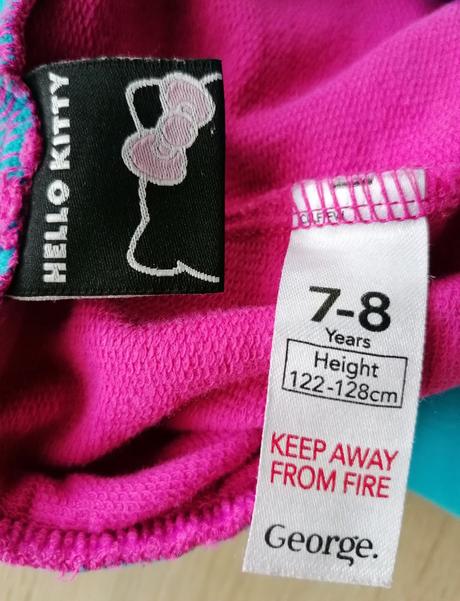 HELLO KITTY
7-8
Years
Height
122-128cm
KEEP AWAY
FROM FIRE
George.